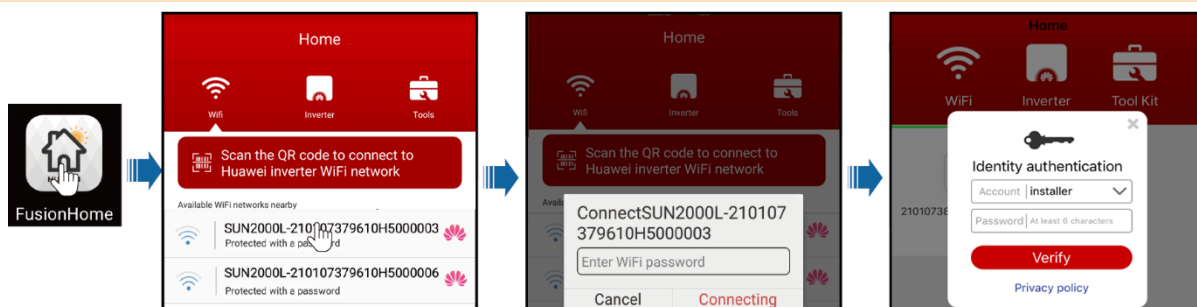 FusionHome
Home
Wifi
Inverter
Tools
Scan the QR code to connect to
Huawei inverter WiFi network
Available WiFi networks nearby
SUN2000L-210107379610H5000003
Protected with a password
SUN2000L-210107379610H5000006
Protected with a password
Home
Wifi
Inverter
Tools
Scan the QR code to connect to
Huawei inverter WiFi network
Availa
ConnectSUN2000L-210107
379610H5000003
Enter WiFi password
Cancel
Connecting
Home
WiFi
Inverter
Tool Kit
2101073
Identity authentication
Account installer
Password At least 6 characters
Verify
Privacy policy